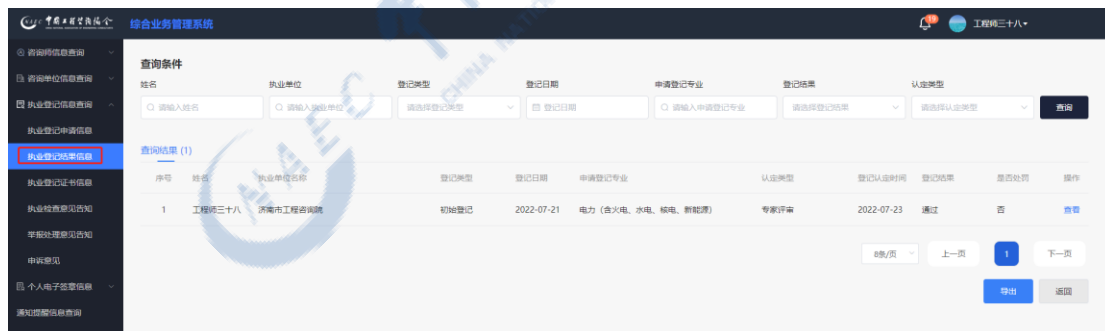 CNAEC 中国工程咨询协会
综合业务管理系统
19
工程师三十八
咨询师信息查询
咨询单位信息查询
执业登记信息查询
执业登记申请信息
执业登记结果信息
执业登记证书信息
执业检查意见告知
举报处理意见告知
申诉意见
个人电子签章信息
通知提醒信息查询
查询条件
姓名 执业单位 登记类型 登记日期 申请登记专业 登记结果 认定类型
请输入姓名 请输入执业单位 请选择登记类型 登记日期 请输入申请登记专业 请选择登记结果 请选择认定类型 查询
查询结果 (1)
序号 姓名 执业单位名称 登记类型 登记日期 申请登记专业 认定类型 登记认定时间 登记结果 是否处罚 操作
1 工程师三十八 济南市工程咨询院 初始登记 2022-07-21 电力（含火电、水电、核电、新能源） 专家评审 2022-07-23 通过 否 查看
8条/页 上一页 1 下一页
导出 返回
CNAEC
CHINA NATIO